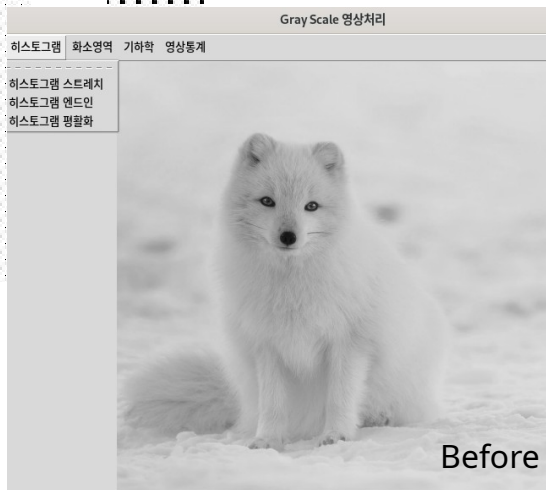 Gray Scale 영상처리
히스토그램 화소영역 기하학 영상통계
히스토그램 스트레치
히스토그램 엔드인
히스토그램 평활화
Before